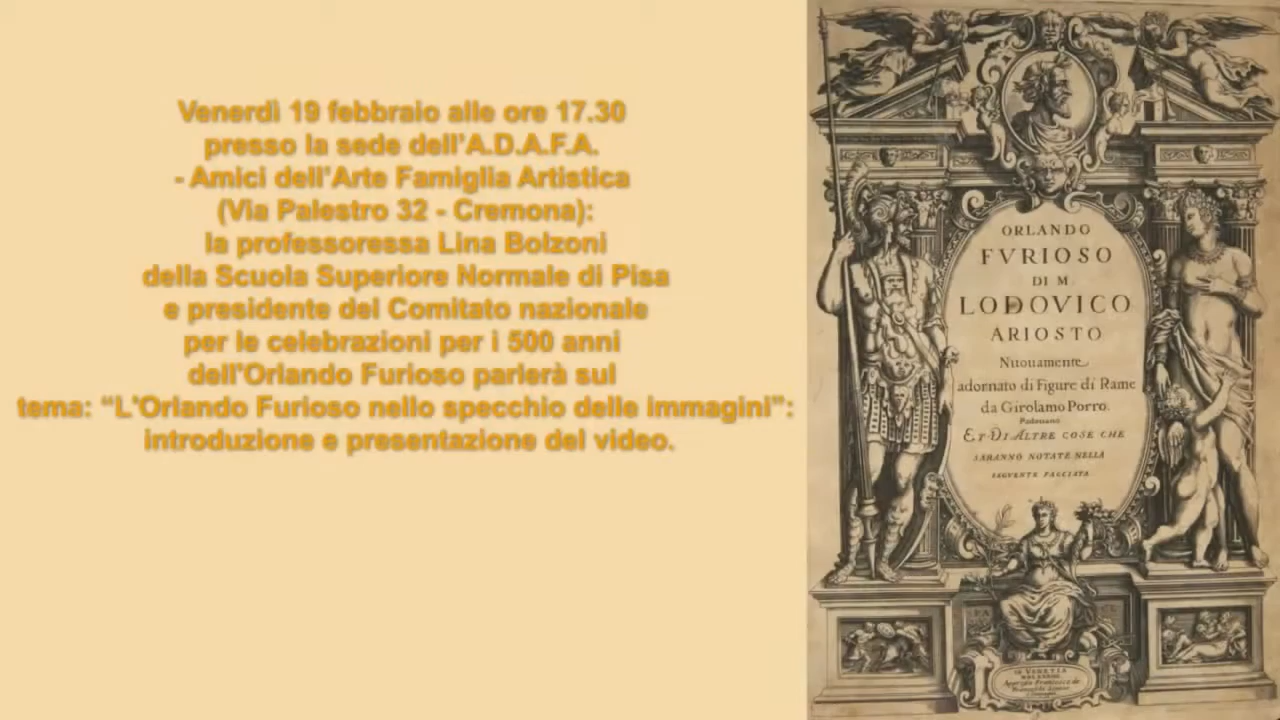 Venerdì 19 febbraio alle ore 17.30
presso la sede dell'A.D.A.F.A.
- Amici dell'Arte Famiglia Artistica
(Via Palestro 32 - Cremona):
la professoressa Lina Bolzoni
della Scuola Superiore Normale di Pisa
e presidente del Comitato nazionale
per le celebrazioni per i 500 anni
dell'Orlando Furioso parlerà sul
tema: “L'Orlando Furioso nello specchio delle immagini”:
introduzione e presentazione del video.
ORLANDO
FVRIOSO
DI M
LODOVICO
ARIOSTO
Nuouamente
adornato di Figure di Rame
da Girolamo Porro.
Padouano
ET DI ALTRE COSE CHE
SARANNO NOTATE NELLA
SEGVENTE FACCIATA
IN VENETIA
Appresso Francesco de